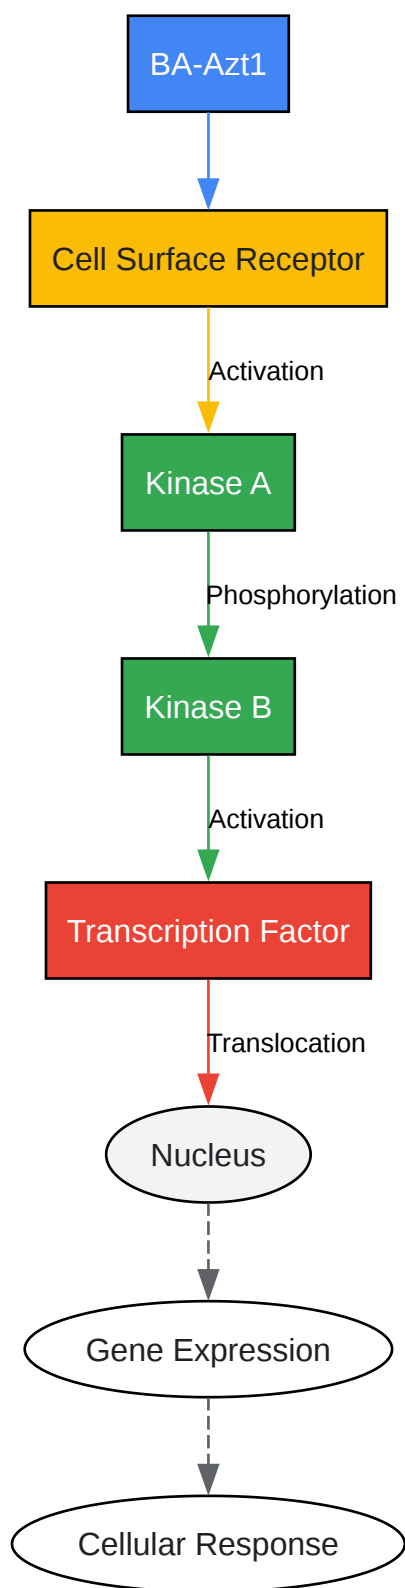 BA-Azt1
Cell Surface Receptor
Activation
Kinase A
Phosphorylation
Kinase B
Activation
Transcription Factor
Translocation
Nucleus
Gene Expression
Cellular Response